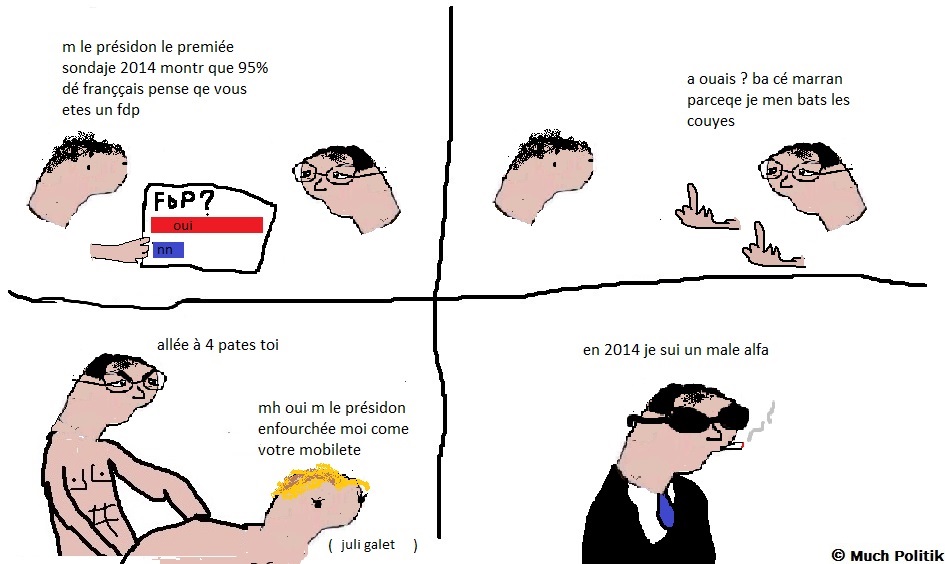 m le présidon le premiée
sondaje 2014 montr que 95%
dé franççais pense qe vous
etes un fdp
FbP?
oui
nn
a ouais ? ba cé marran
parceqe je men bats les
couyes
allée à 4 pates toi
mh oui m le présidon
enfourchée moi come
votre mobilete
( juli galet )
en 2014 je sui un male alfa
© Much Politik